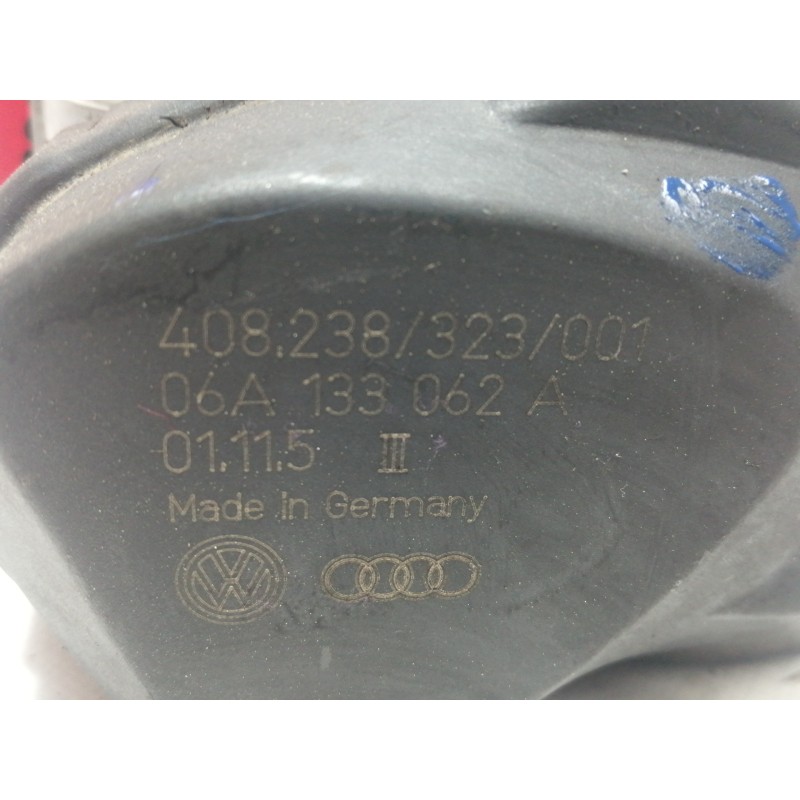 408.238/323/001
06A 133 062 A
01.11.5 III
Made in Germany